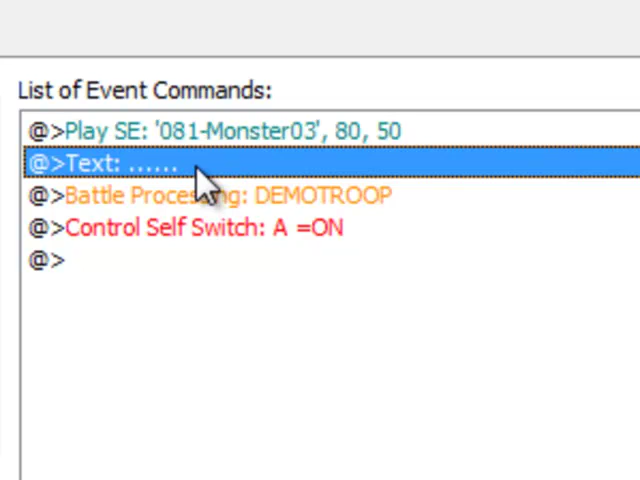 List of Event Commands:
@>Play SE: '081-Monster03', 80, 50
@>Text: ......
@>Battle Processing: DEMOTROOP
@>Control Self Switch: A =ON
@>